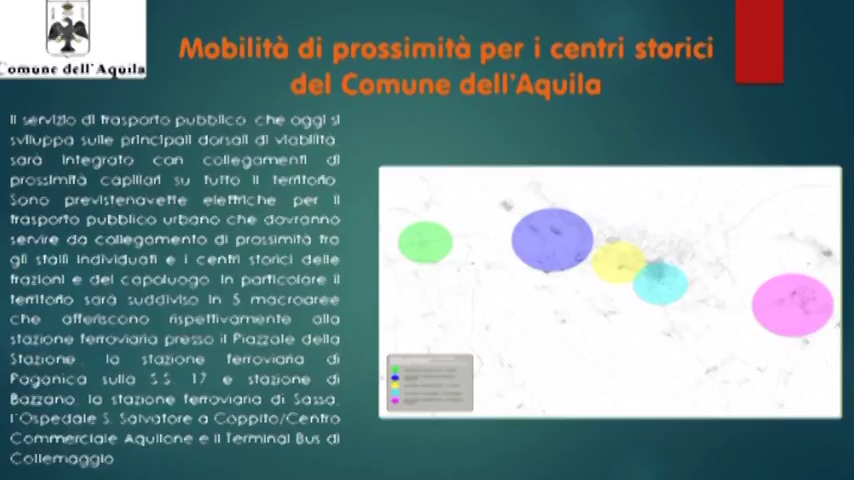 Comune dell'Aquila
Mobilità di prossimità per i centri storici
del Comune dell'Aquila
Il servizio di trasporto pubblico che oggi si
sviluppa sulle principali dorsali di viabilità,
sarà integrato con collegamenti di
prossimità capillari su tutto il territorio.
Sono previstenavette elettriche per il
trasporto pubblico urbano che dovranno
servire da collegamento di prossimità tra
gli stalli individuati e i centri storici delle
frazioni e del capoluogo. In particolare il
territorio sarà suddiviso in 5 macroaree
che afferiscono rispettivamente alla
stazione ferroviaria presso il Piazzale della
Stazione, la stazione ferroviaria di
Paganica sulla S.S. 17 e stazione di
Bazzano, la stazione ferroviaria di Sassa,
l'Ospedale S. Salvatore a Coppito/Centro
Commerciale Aquilone e il Terminal Bus di
Collemaggio